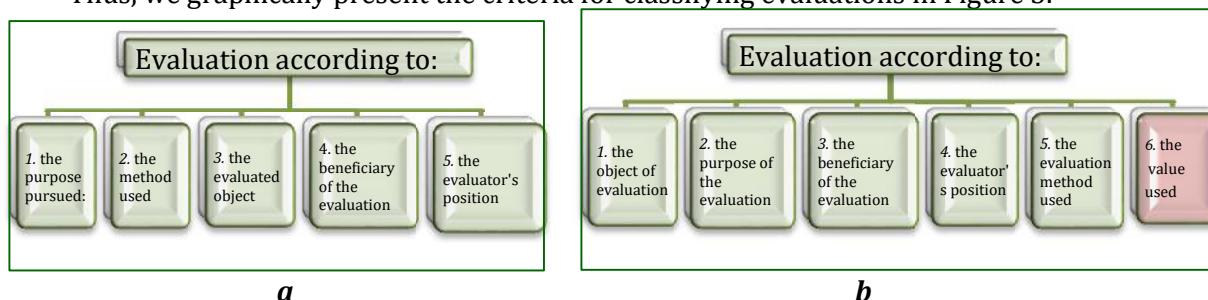 Thus, we graphically present the criteria for classifying evaluations in Figure 3.
Evaluation according to:
1. the
purpose
pursued:
2. the
method
used
3. the
evaluated
object
4. the
beneficiary
of the
evaluation
5. the
evaluator's
position
a
Evaluation according to:
1. the
object of
evaluation
2. the
purpose of
the
evaluation
3. the
beneficiary
of the
evaluation
4. the
evaluator'
s position
5. the
evaluation
method
used
6. the
value
used
b